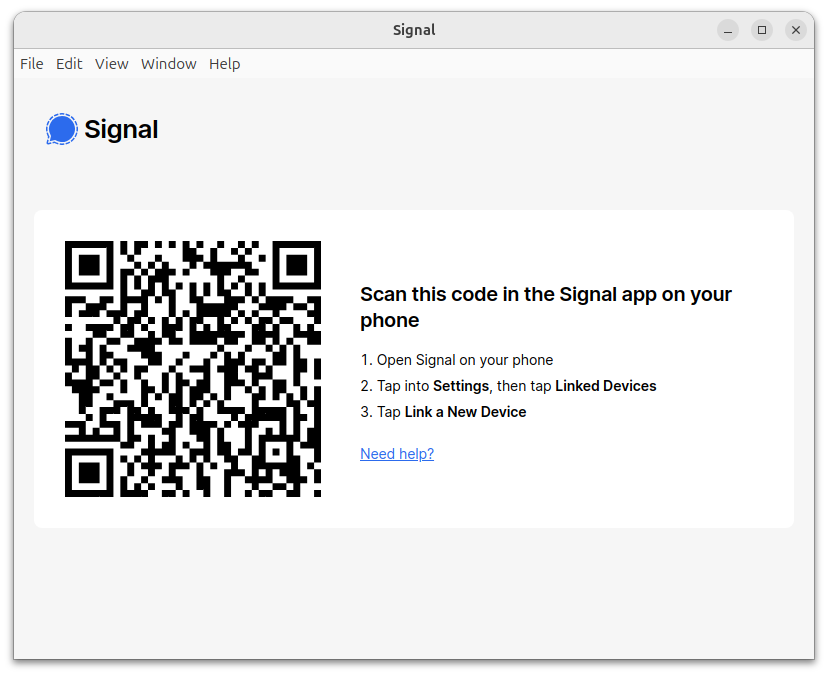 Signal
File Edit View Window Help
Signal
Scan this code in the Signal app on your
phone
1. Open Signal on your phone
2. Tap into Settings, then tap Linked Devices
3. Tap Link a New Device
Need help?